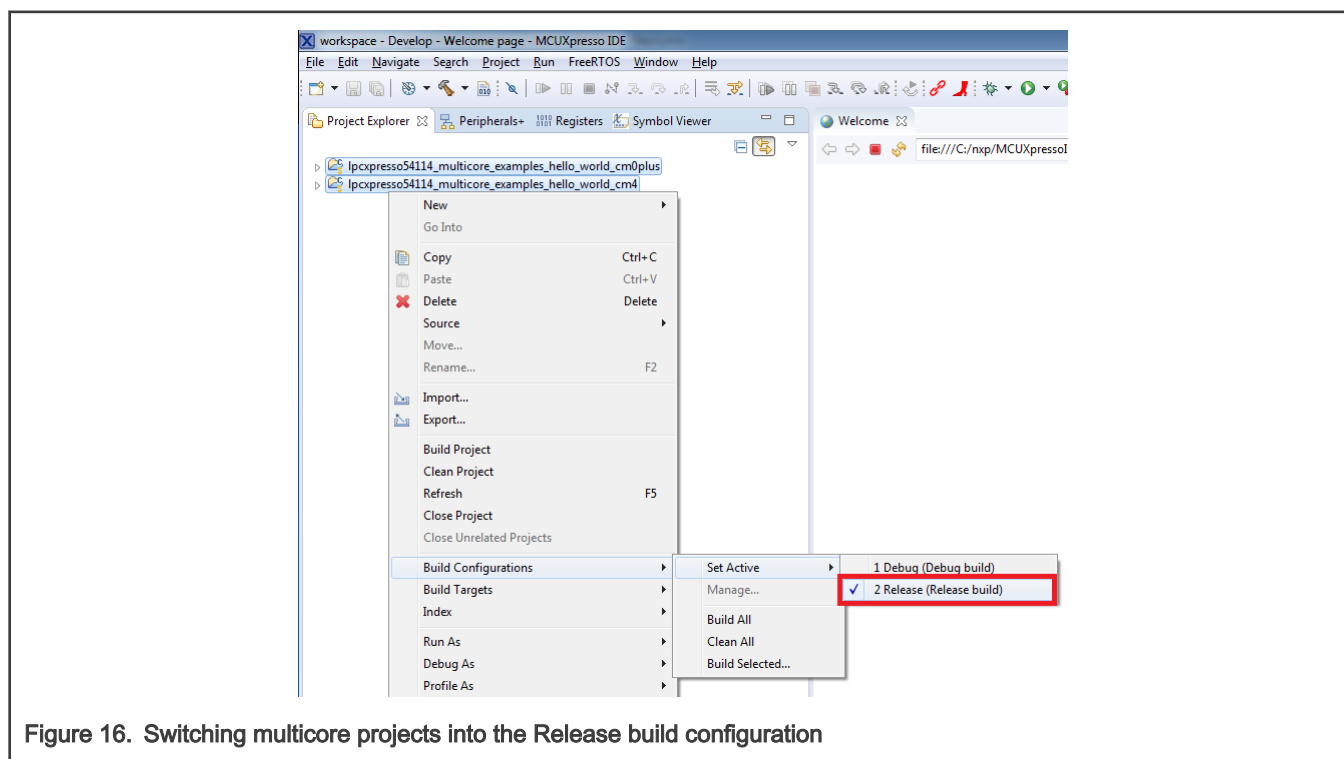 workspace - Develop - Welcome page - MCUXpresso IDE
File Edit Navigate Search Project Run FreeRTOS Window Help
Project Explorer Peripherals+ Registers Symbol Viewer Welcome
file:///C:/nxp/MCUXpressoI
lpcxpresso54114_multicore_examples_hello_world_cm0plus
lpcxpresso54114_multicore_examples_hello_world_cm4
New
Go Into
Copy Ctrl+C
Paste Ctrl+V
Delete Delete
Source
Move...
Rename... F2
Import...
Export...
Build Project
Clean Project
Refresh F5
Close Project
Close Unrelated Projects
Build Configurations Set Active 1 Debug (Debug build)
Build Targets Manage... 2 Release (Release build)
Index Build All
Run As Clean All
Debug As Build Selected...
Profile As
Figure 16. Switching multicore projects into the Release build configuration